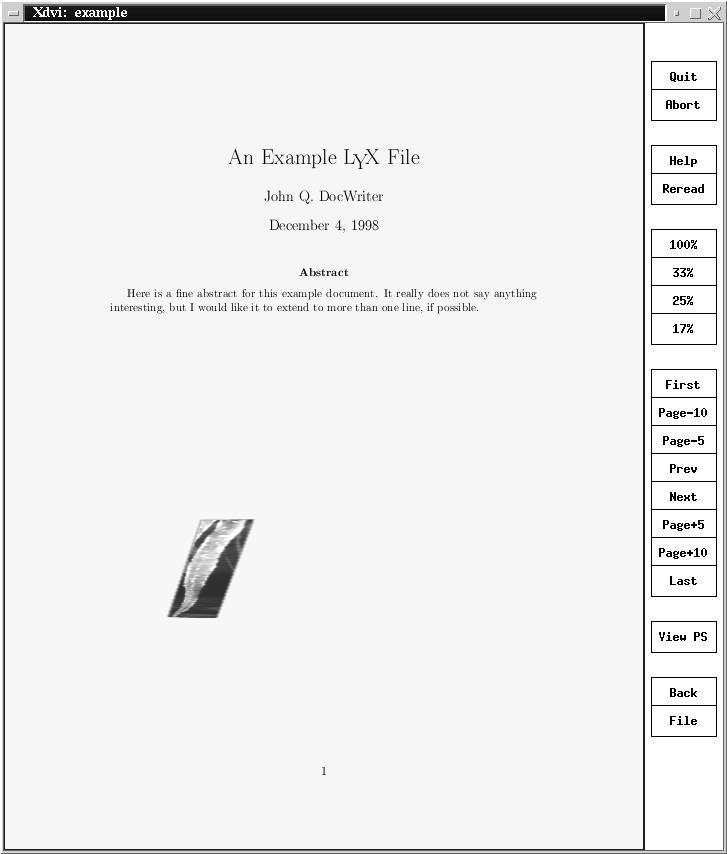 Xdvi: example
An Example LYX File
John Q. DocWriter
December 4, 1998
Abstract
Here is a fine abstract for this example document. It really does not say anything
interesting, but I would like it to extend to more than one line, if possible.
1
Quit
Abort
Help
Reread
100%
33%
25%
17%
First
Page-10
Page-5
Prev
Next
Page+5
Page+10
Last
View PS
Back
File